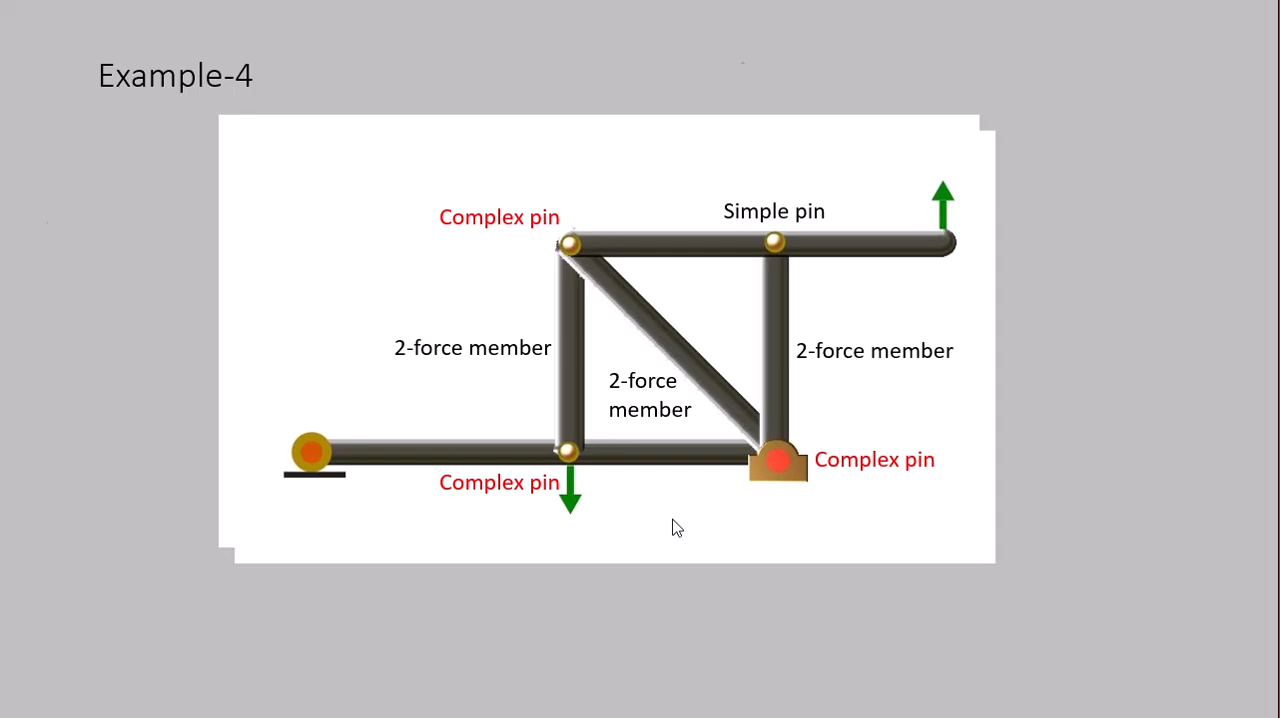 Example-4
Complex pin
Simple pin
2-force member
2-force
member
2-force member
Complex pin
Complex pin